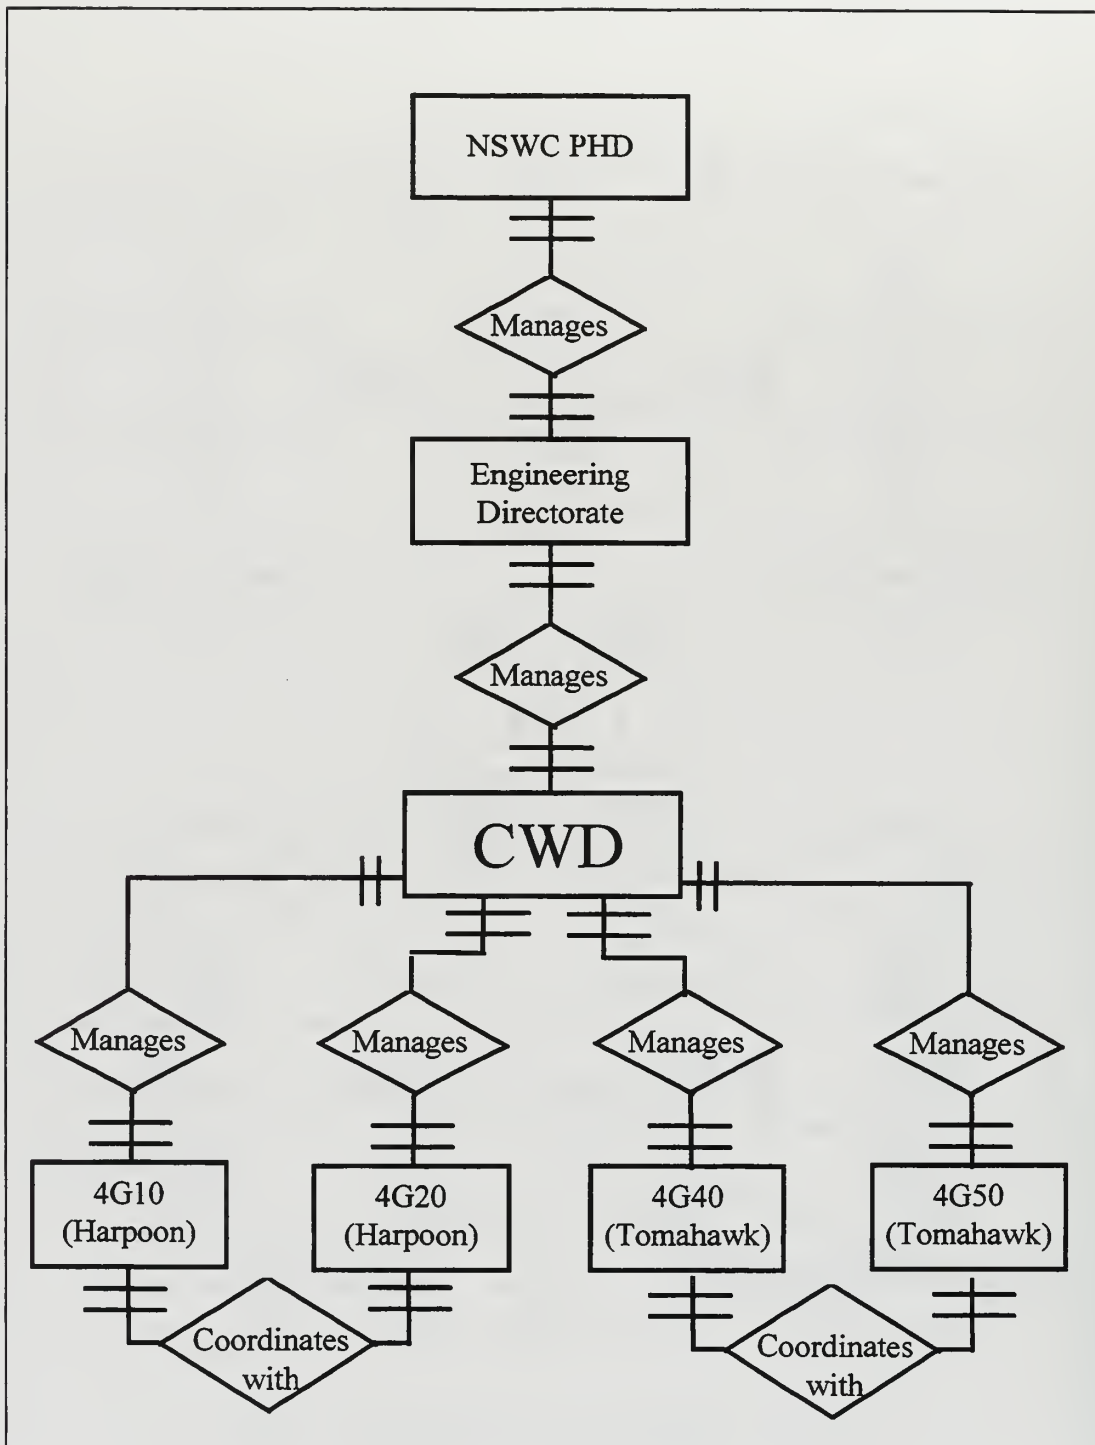 NSWC PHD
Manages
Engineering
Directorate
Manages
CWD
Manages
Manages
Manages
Manages
4G10
(Harpoon)
4G20
(Harpoon)
4G40
(Tomahawk)
4G50
(Tomahawk)
Coordinates
with
Coordinates
with